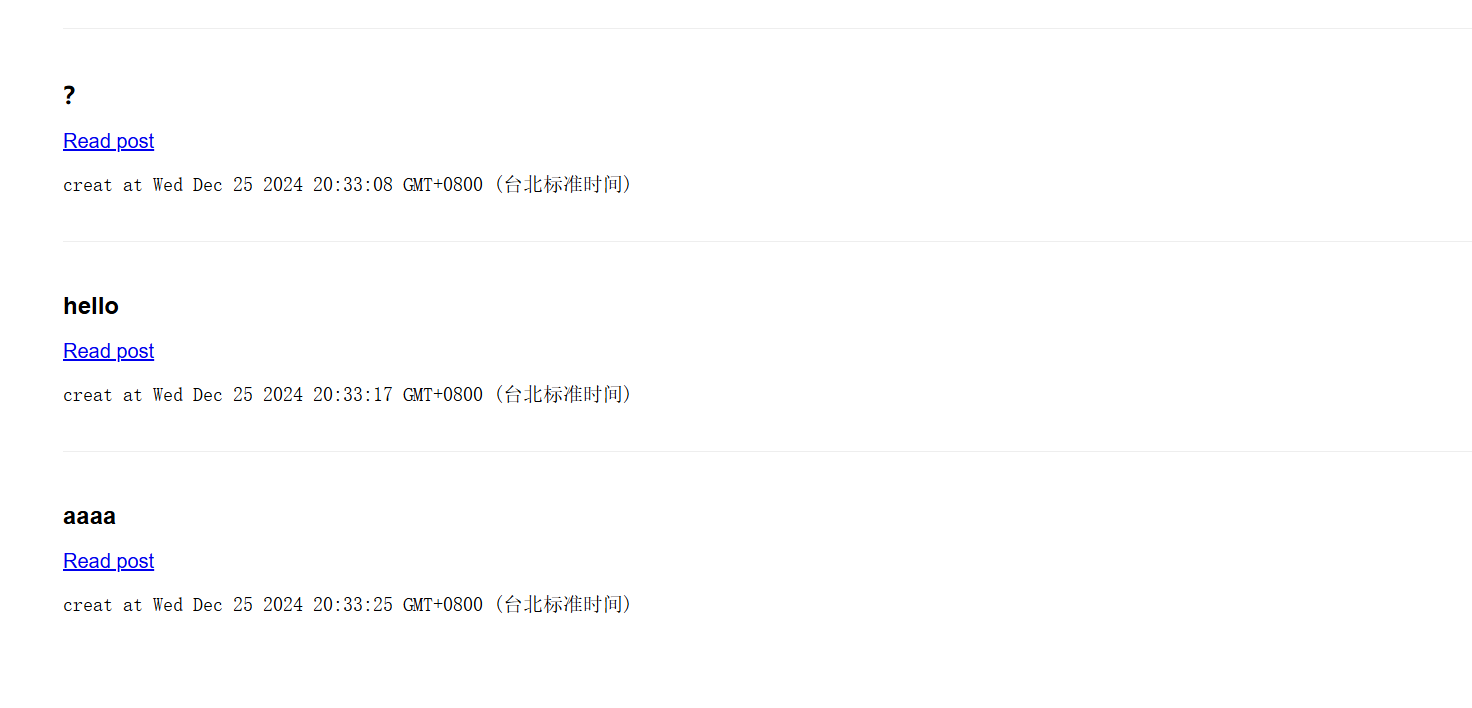 ?
Read post
creat at Wed Dec 25 2024 20:33:08 GMT+0800 (台北标准时间)
hello
Read post
creat at Wed Dec 25 2024 20:33:17 GMT+0800 (台北标准时间)
aaaa
Read post
creat at Wed Dec 25 2024 20:33:25 GMT+0800 (台北标准时间)